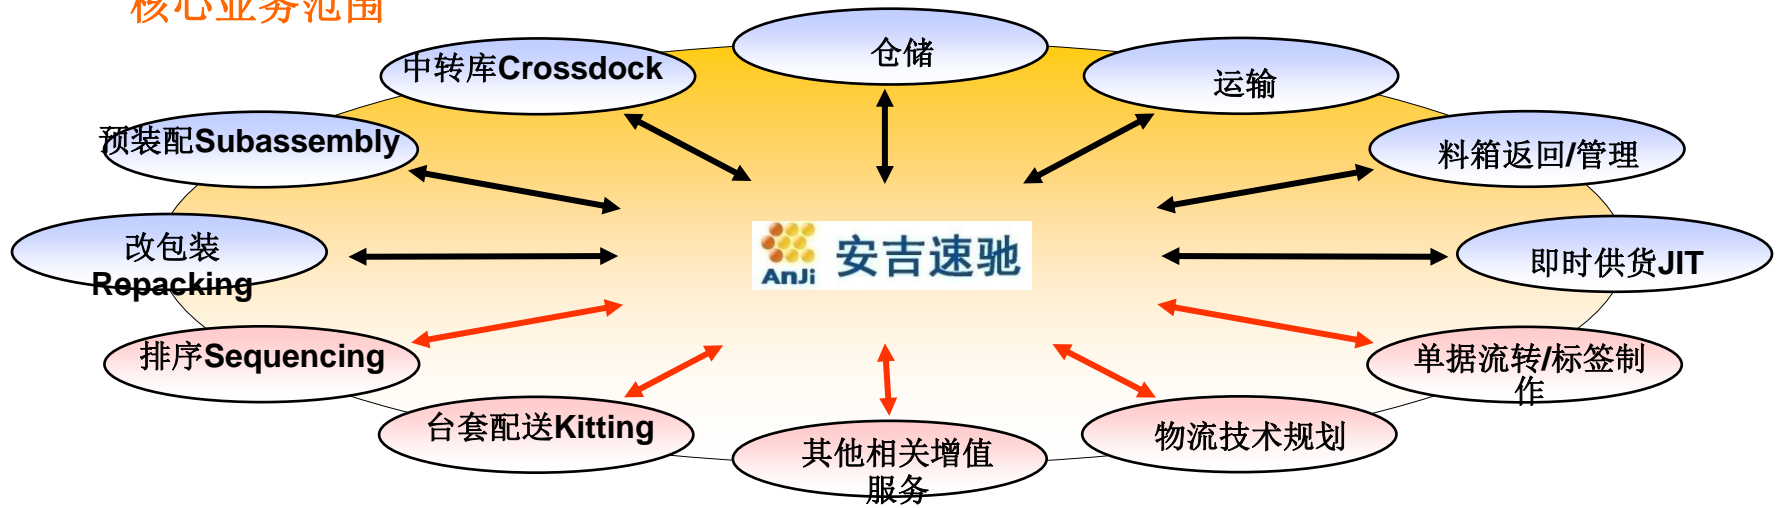 核心业务范围
仓储
中转库Crossdock
运输
预装配Subassembly
料箱返回/管理
改包装
Repacking
AnJi 安吉速驰
即时供货JIT
排序Sequencing
单据流转/标签制
作
台套配送Kitting
物流技术规划
其他相关增值
服务